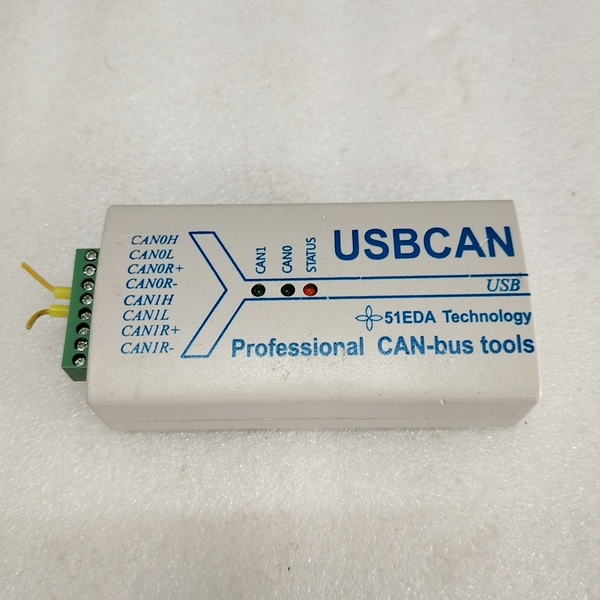 CAN0H
CAN0L
CAN0R+
CAN0R-
CAN1H
CAN1L
CAN1R+
CAN1R-
CAN1
CAN0
STATUS
USBCAN
USB
51EDA Technology
Professional CAN-bus tools